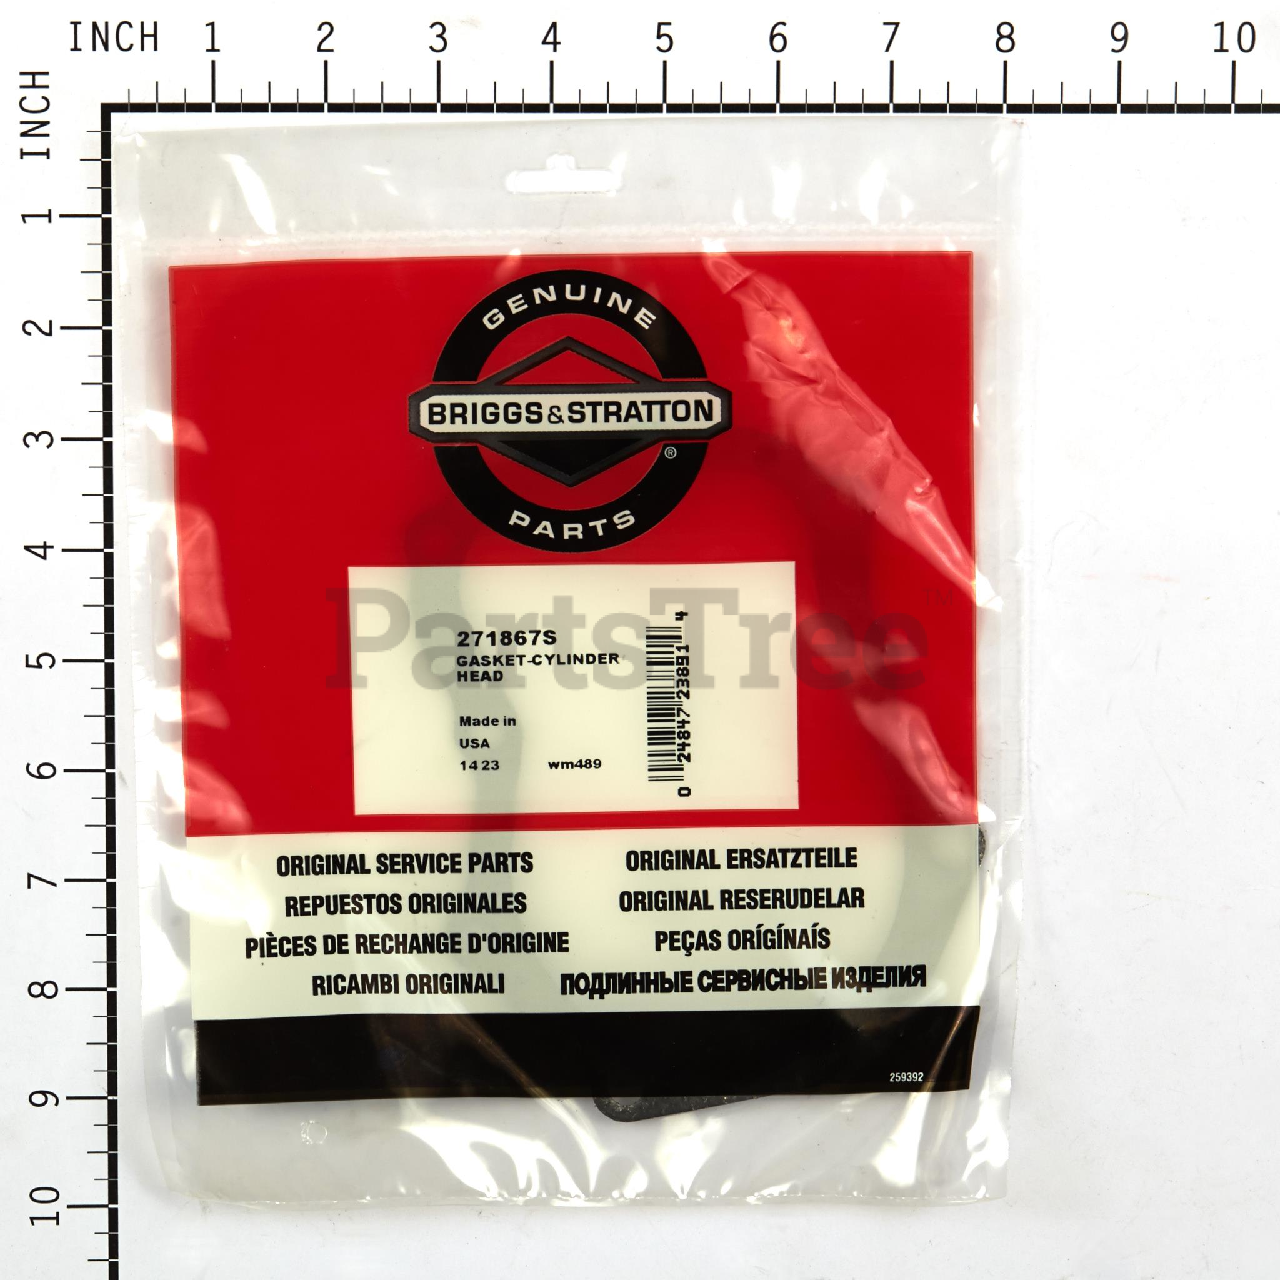 INCH 1 2 3 4 5 6 7 8 9 10
INCH 1 2 3 4 5 6 7 8 9 10
GENUINE
BRIGGS&STRATTON
®
PARTS
PartsTree™
271867S
GASKET-CYLINDER
HEAD
Made in
USA
14 23 wm489
0 24847 23851 4
ORIGINAL SERVICE PARTS ORIGINAL ERSATZTEILE
REPUESTOS ORIGINALES ORIGINAL RESERUDELAR
PIÈCES DE RECHANGE D'ORIGINE PEÇAS ORÍGÍNAÍS
RICAMBI ORIGINALI ПОДЛИННЫЕ СЕРВИСНЫЕ ИЗДЕЛИЯ
259392